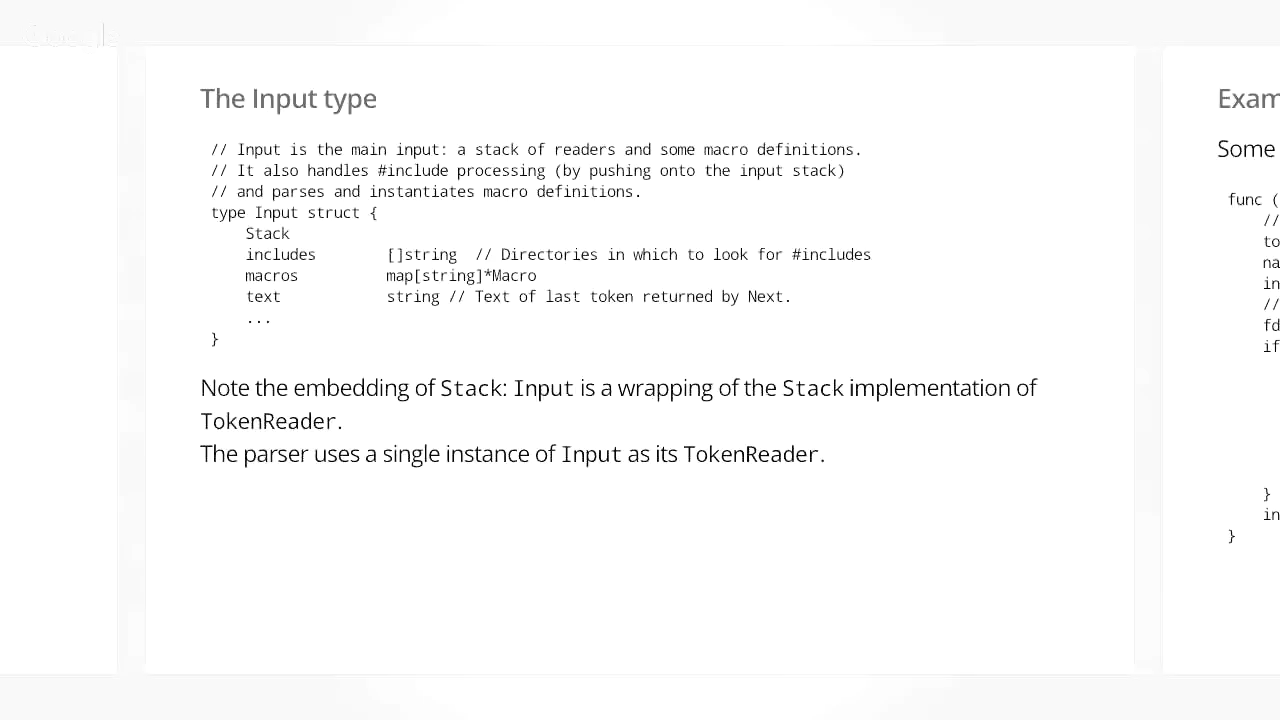 The Input type
// Input is the main input: a stack of readers and some macro definitions.
// It also handles #include processing (by pushing onto the input stack)
// and parses and instantiates macro definitions.
type Input struct {
Stack
includes []string // Directories in which to look for #includes
macros map[string]*Macro
text string // Text of last token returned by Next.
...
}
Note the embedding of Stack: Input is a wrapping of the Stack implementation of
TokenReader.
The parser uses a single instance of Input as its TokenReader.
Some
func (
//
to
na
in
//
fd
if
}
in
}